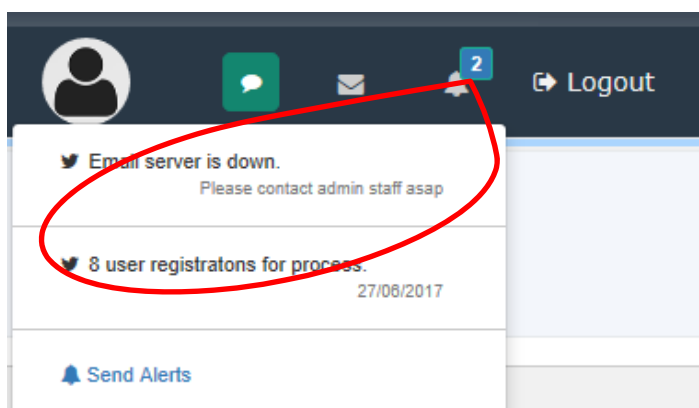 2
Logout
Email server is down.
Please contact admin staff asap
8 user registratons for process.
27/06/2017
Send Alerts